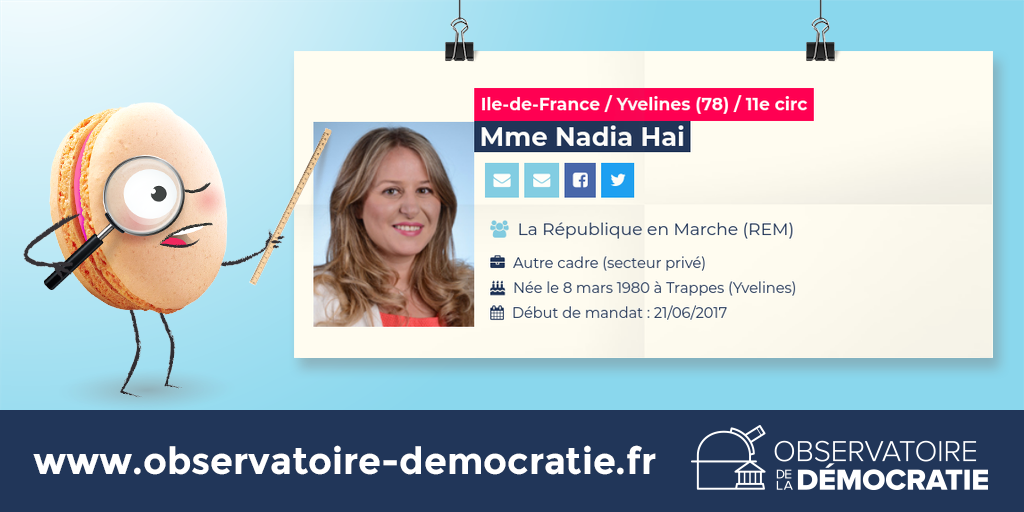 Ile-de-France / Yvelines (78) / 11e circ
Mme Nadia Hai
La République en Marche (REM)
Autre cadre (secteur privé)
Née le 8 mars 1980 à Trappes (Yvelines)
Début de mandat : 21/06/2017
www.observatoire-democratie.fr
OBSERVATOIRE
DE LA DÉMOCRATIE